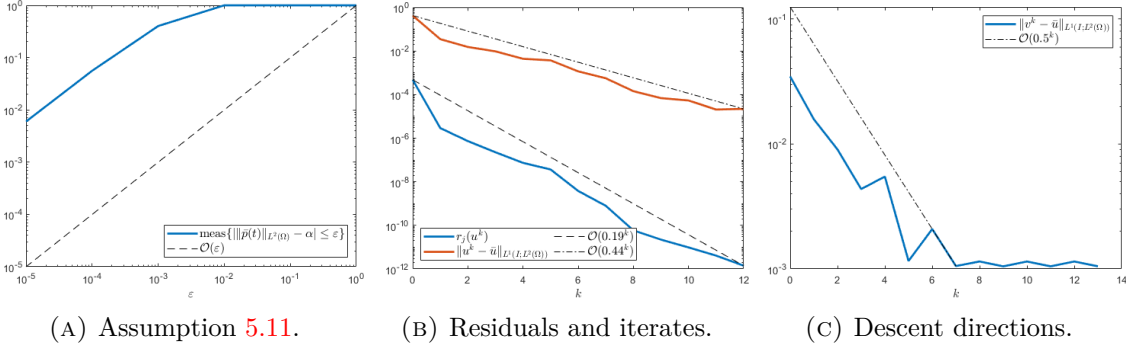 10^0
10^-1
10^-2
10^-3
10^-4
10^-5
10^-5 10^-4 10^-3 10^-2 10^-1 10^0
ε
meas{|‖p̄(t)‖_{L²(Ω)} − α| ≤ ε}
O(ε)
10^0
10^-2
10^-4
10^-6
10^-8
10^-10
10^-12
0 2 4 6 8 10 12
k
r_j(u^k) O(0.19^k)
‖u^k − ū‖_{L¹(I;L²(Ω))} O(0.44^k)
10^-1
10^-2
10^-3
0 2 4 6 8 10 12 14
k
‖v^k − ū‖_{L¹(I;L²(Ω))}
O(0.5^k)
(A) Assumption 5.11.
(B) Residuals and iterates.
(C) Descent directions.